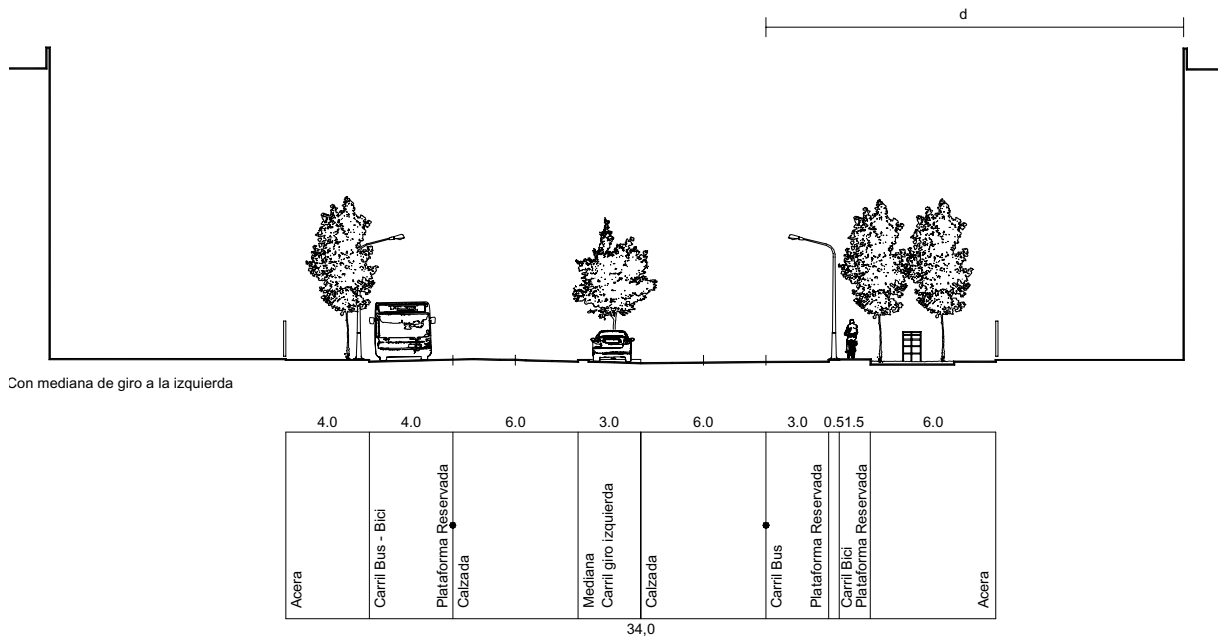 d
Con mediana de giro a la izquierda
4.0 4.0 6.0 3.0 6.0 3.0 0.51.5 6.0
Acera
Carril Bus - Bici
Plataforma Reservada
Calzada
Mediana
Carril giro izquierda
Calzada
Carril Bus
Plataforma Reservada
Carril Bici
Plataforma Reservada
Acera
34,0